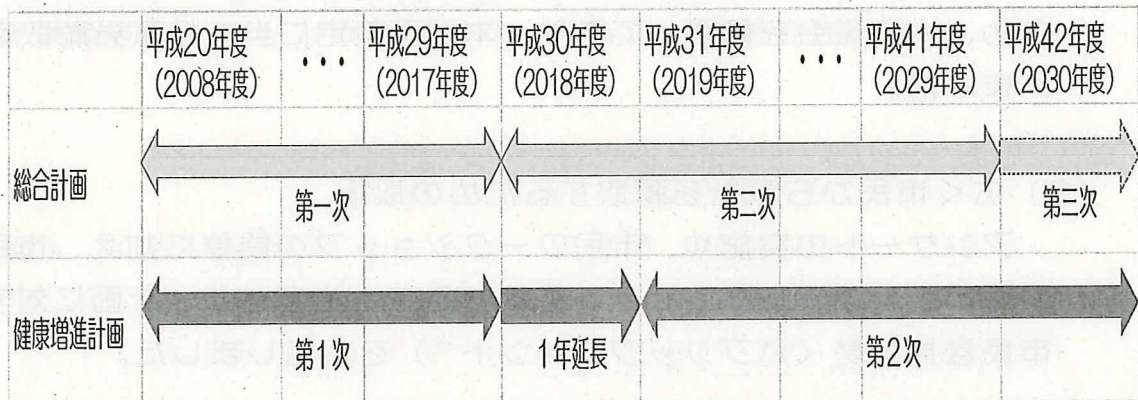 平成20年度 ・・・ 平成29年度 平成30年度 平成31年度 ・・・ 平成41年度 平成42年度
(2008年度) (2017年度) (2018年度) (2019年度) (2029年度) (2030年度)
総合計画
第一次 第二次 第三次
健康増進計画
第1次 1年延長 第2次